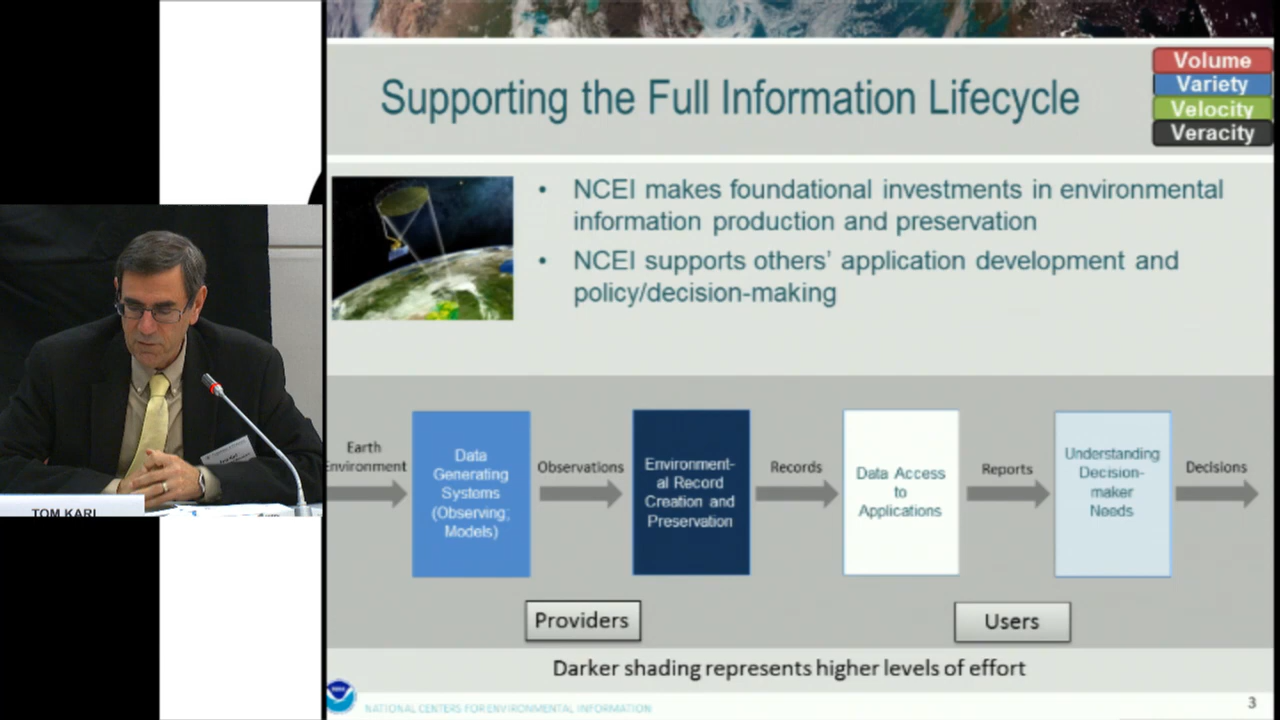 Supporting the Full Information Lifecycle
Volume
Variety
Velocity
Veracity
• NCEI makes foundational investments in environmental
information production and preservation
• NCEI supports others' application development and
policy/decision-making
Earth
Environment
Data
Generating
Systems
(Observing;
Models)
Observations
Environment-
al Record
Creation and
Preservation
Records
Data Access
to
Applications
Reports
Understanding
Decision-
maker
Needs
Decisions
Providers
Users
Darker shading represents higher levels of effort
NATIONAL CENTERS FOR ENVIRONMENTAL INFORMATION
3
TOM KARL